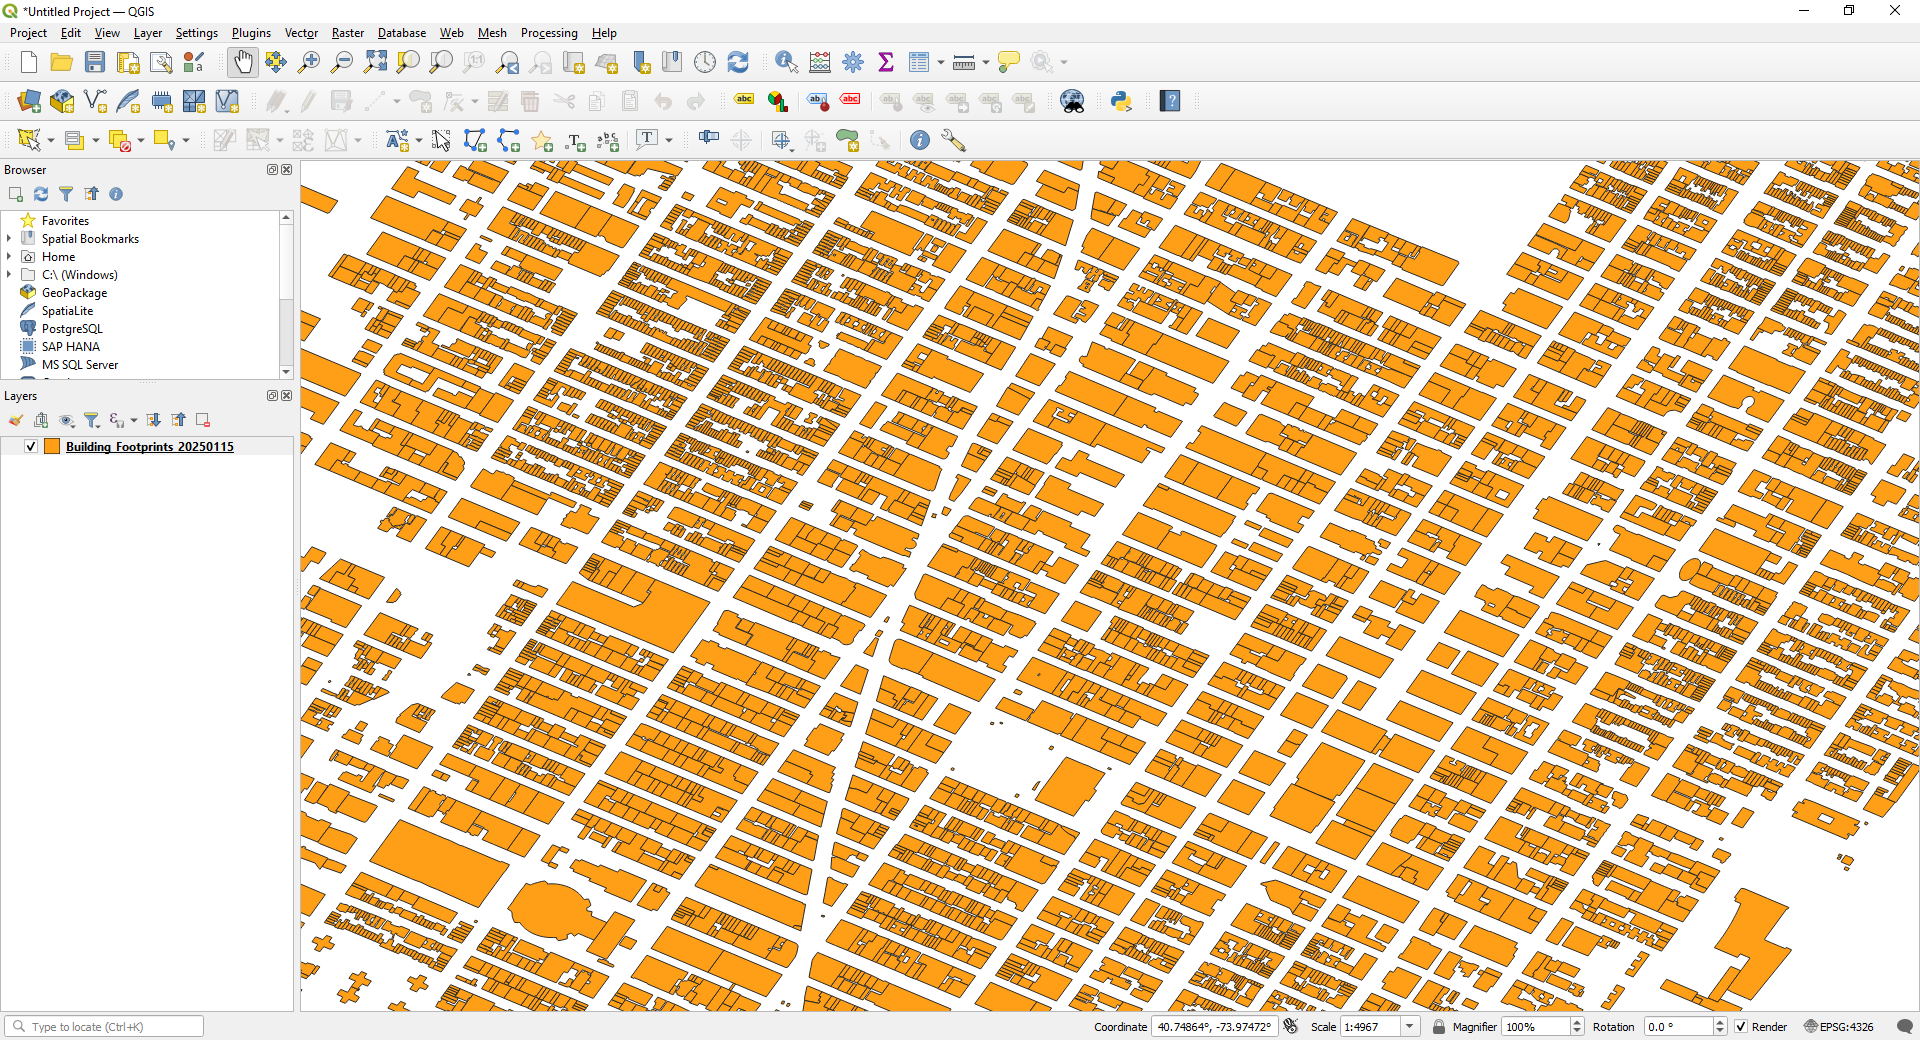 *Untitled Project — QGIS
Project Edit View Layer Settings Plugins Vector Raster Database Web Mesh Processing Help
Browser
Favorites
Spatial Bookmarks
Home
C:\ (Windows)
GeoPackage
SpatiaLite
PostgreSQL
SAP HANA
MS SQL Server
Layers
Building_Footprints_20250115
Type to locate (Ctrl+K)
Coordinate 40.74864°, -73.97472° Scale 1:4967 Magnifier 100% Rotation 0.0 ° Render EPSG:4326